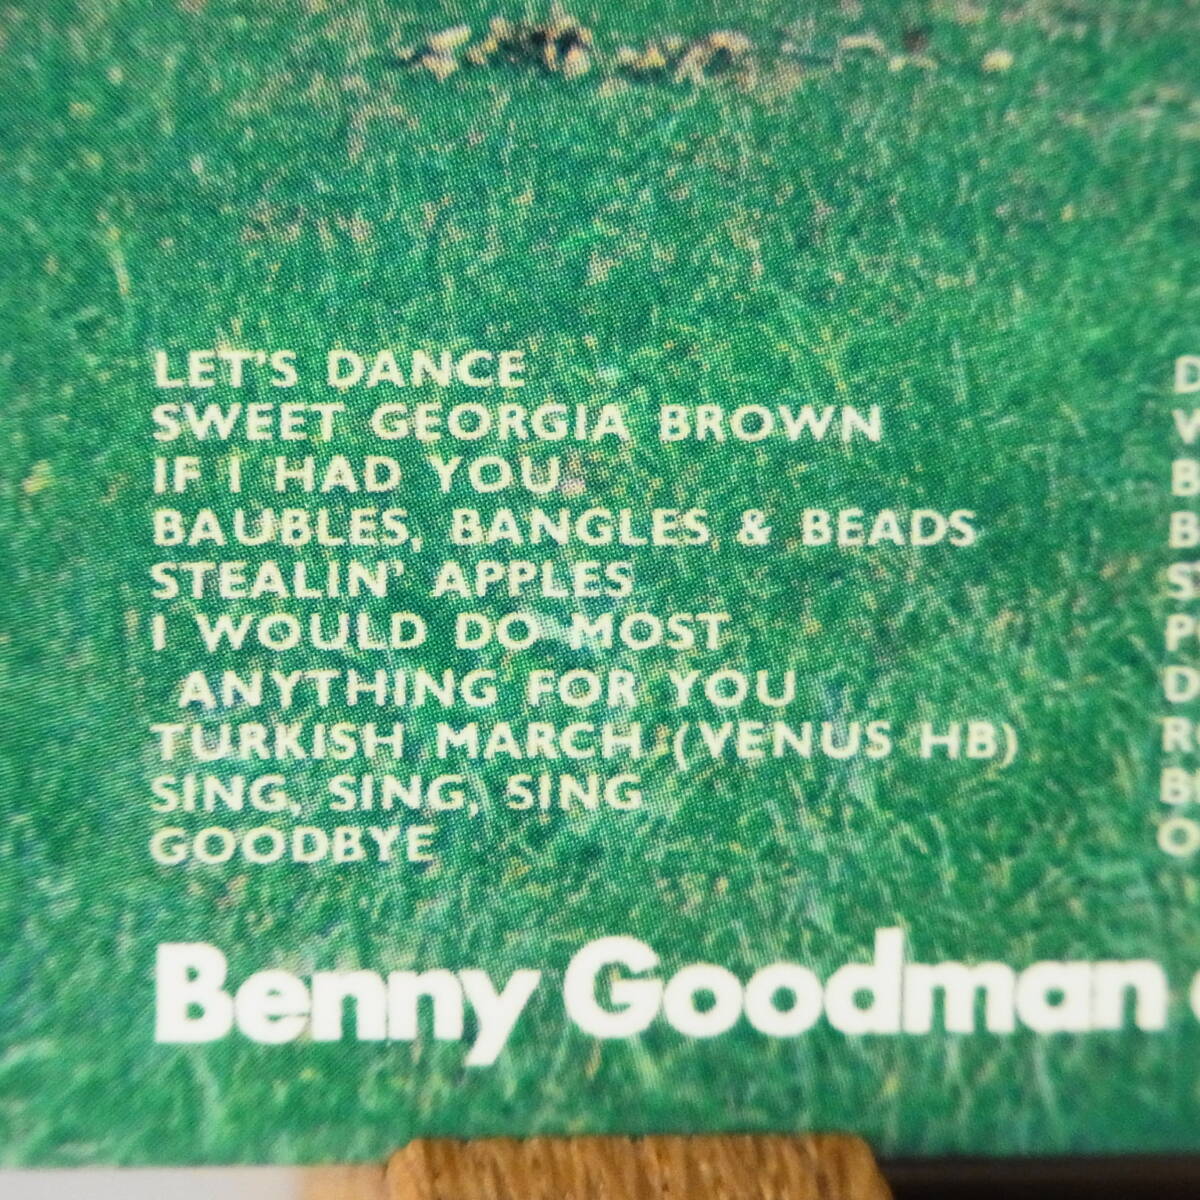 LET'S DANCE
SWEET GEORGIA BROWN
IF I HAD YOU
BAUBLES, BANGLES & BEADS
STEALIN' APPLES
I WOULD DO MOST
ANYTHING FOR YOU
TURKISH MARCH (VENUS HB)
SING, SING, SING
GOODBYE
Benny Goodman